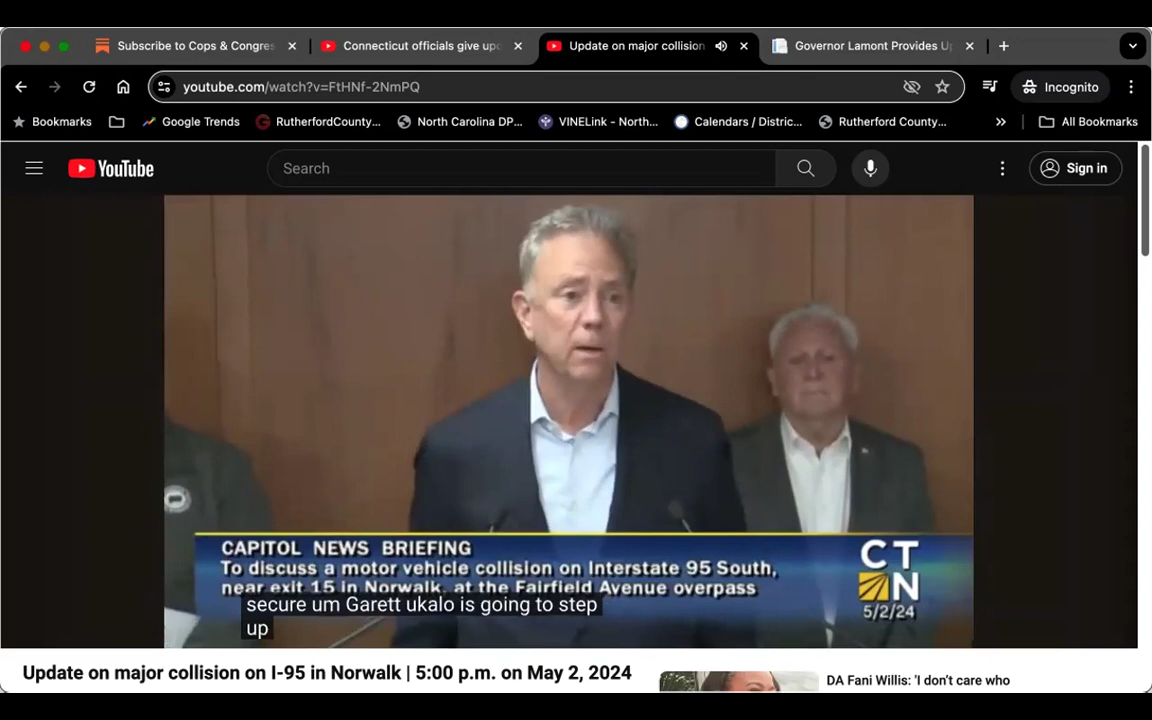 Subscribe to Cops & Congres
Connecticut officials give upd
Update on major collision
Governor Lamont Provides U
youtube.com/watch?v=FtHNf-2NmPQ
Incognito
Bookmarks
Google Trends
RutherfordCounty...
North Carolina DP...
VINELink - North...
Calendars / Distric...
Rutherford County...
All Bookmarks
YouTube
Search
Sign in
CAPITOL NEWS BRIEFING
To discuss a motor vehicle collision on Interstate 95 South,
near exit 15 in Norwalk, at the Fairfield Avenue overpass
CT
N
5/2/24
secure um Garett ukalo is going to step
up
Update on major collision on I-95 in Norwalk | 5:00 p.m. on May 2, 2024
DA Fani Willis: 'I don't care who